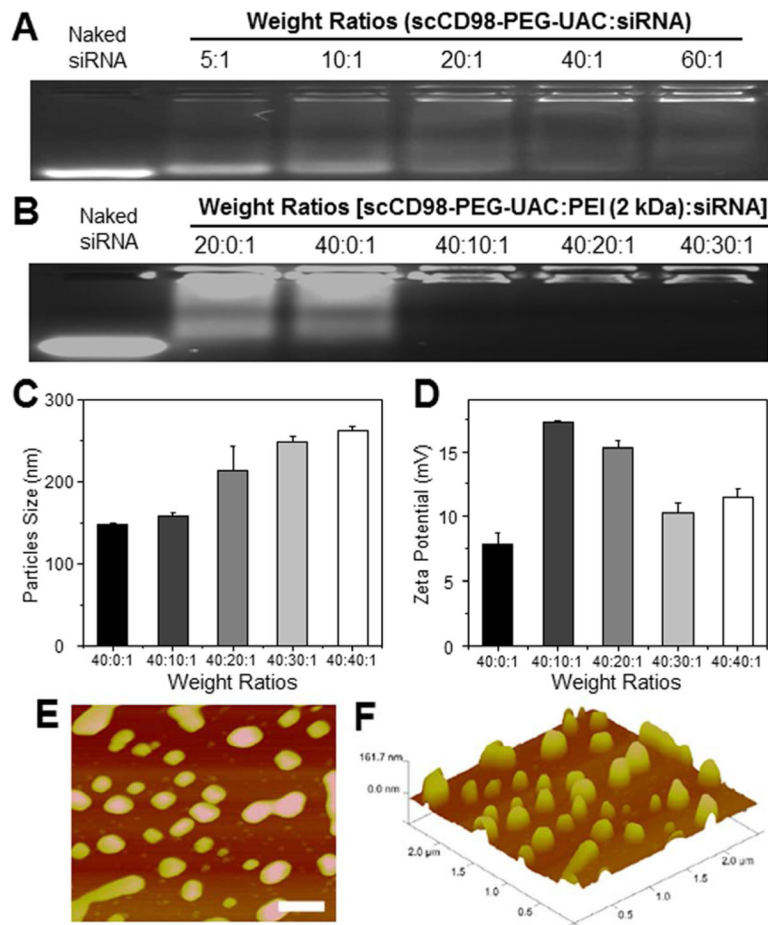 A
Naked
siRNA
Weight Ratios (scCD98-PEG-UAC:siRNA)
5:1 10:1 20:1 40:1 60:1
B
Naked
siRNA
Weight Ratios [scCD98-PEG-UAC:PEI (2 kDa):siRNA]
20:0:1 40:0:1 40:10:1 40:20:1 40:30:1
C
Particles Size (nm)
300
200
100
0
40:0:1 40:10:1 40:20:1 40:30:1 40:40:1
Weight Ratios
D
Zeta Potential (mV)
15
10
5
0
40:0:1 40:10:1 40:20:1 40:30:1 40:40:1
Weight Ratios
E
F
161.7 nm
0.0 nm
2.0 µm
1.5
1.0
0.5
0.5
1.0
1.5
2.0 µm